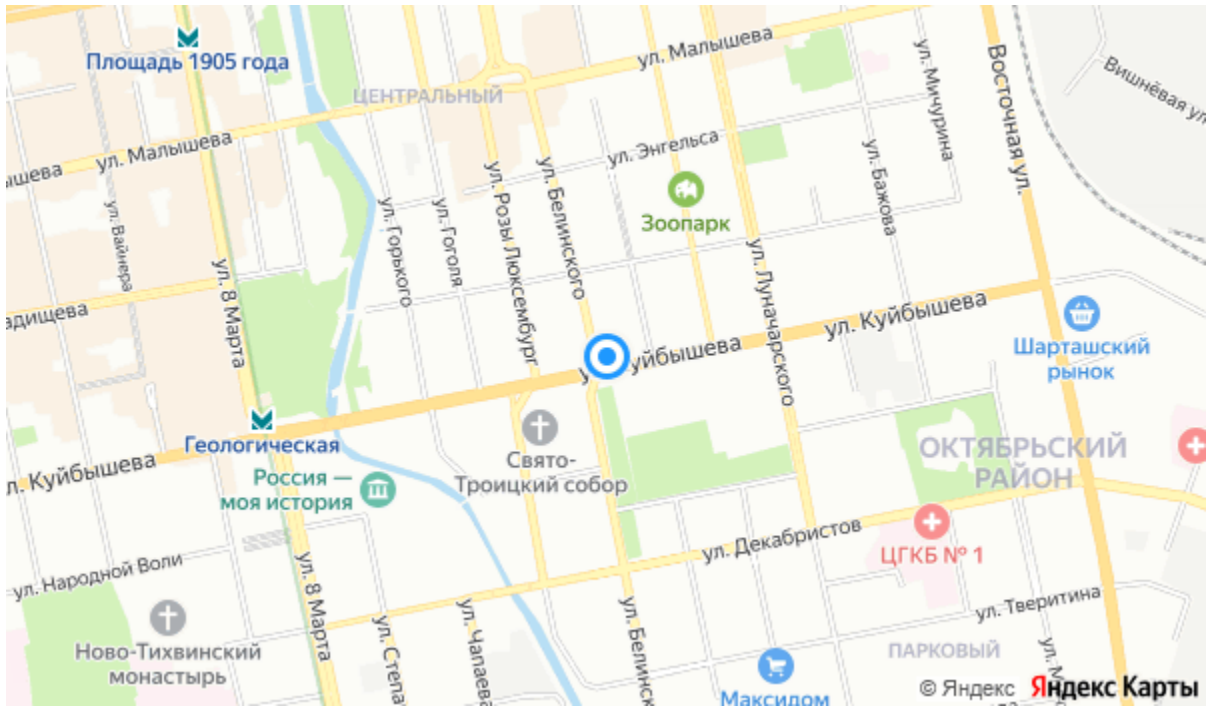 Площадь 1905 года
ЦЕНТРАЛЬНЫЙ
ул. Малышева
ул. Малышева
ышева
ул. Энгельса
ул. Мичурина
ул. Бажова
Восточная ул.
Вишнёвая ул.
Зоопарк
ул. Вайнера
ул. 8 Марта
ул. Горького
ул. Гоголя
ул. Розы Люксембург
ул. Белинского
ул. Луначарского
адищева
ул. Куйбышева
уйбышева
Шарташский
рынок
Геологическая
л. Куйбышева
Россия —
моя история
Свято-
Троицкий собор
ОКТЯБРЬСКИЙ
РАЙОН
ул. Декабристов
ЦГКБ № 1
ул. Народной Воли
ул. 8 Марта
ул. Степа
ул. Чапаева
ул. Белинск
ул. Тверитина
ПАРКОВЫЙ
Ново-Тихвинский
монастырь
Максидом
ул. М
© Яндекс Яндекс Карты